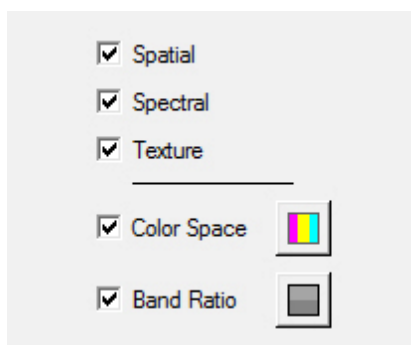 Spatial
Spectral
Texture
Color Space
Band Ratio